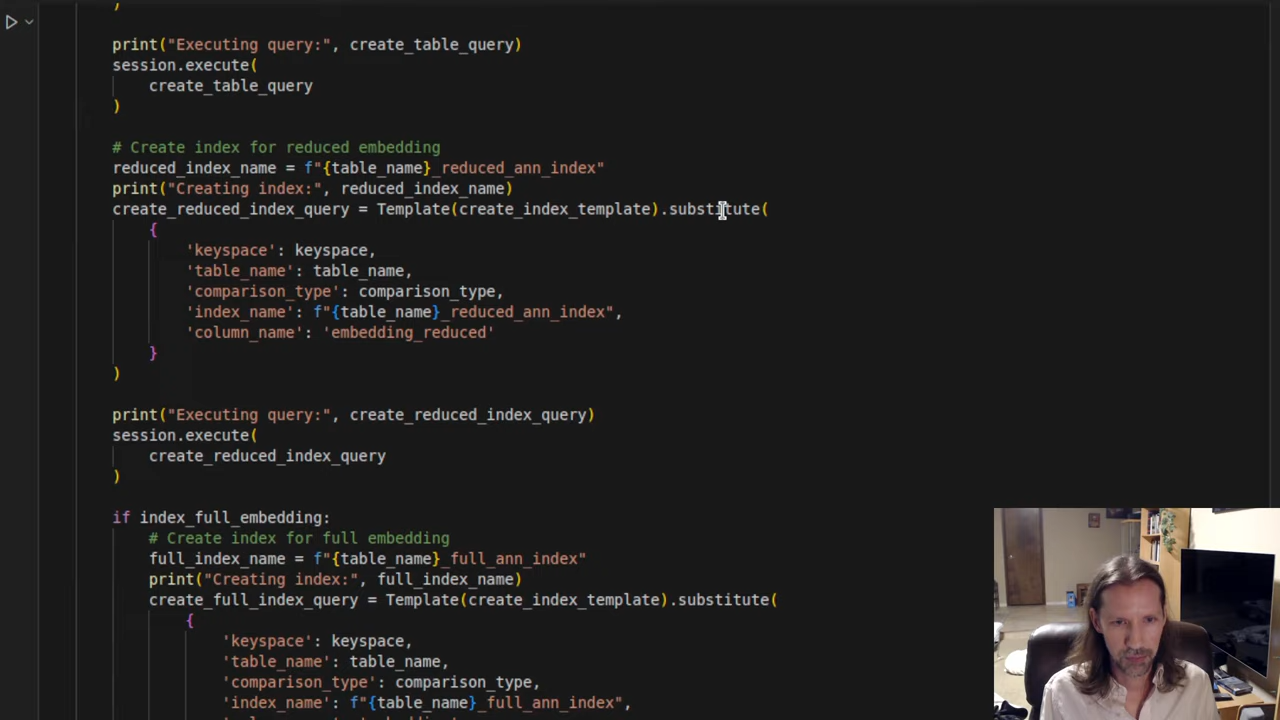 )
print("Executing query:", create_table_query)
session.execute(
create_table_query
)
# Create index for reduced embedding
reduced_index_name = f"{table_name}_reduced_ann_index"
print("Creating index:", reduced_index_name)
create_reduced_index_query = Template(create_index_template).substitute(
{
'keyspace': keyspace,
'table_name': table_name,
'comparison_type': comparison_type,
'index_name': f"{table_name}_reduced_ann_index",
'column_name': 'embedding_reduced'
}
)
print("Executing query:", create_reduced_index_query)
session.execute(
create_reduced_index_query
)
if index_full_embedding:
# Create index for full embedding
full_index_name = f"{table_name}_full_ann_index"
print("Creating index:", full_index_name)
create_full_index_query = Template(create_index_template).substitute(
{
'keyspace': keyspace,
'table_name': table_name,
'comparison_type': comparison_type,
'index_name': f"{table_name}_full_ann_index",